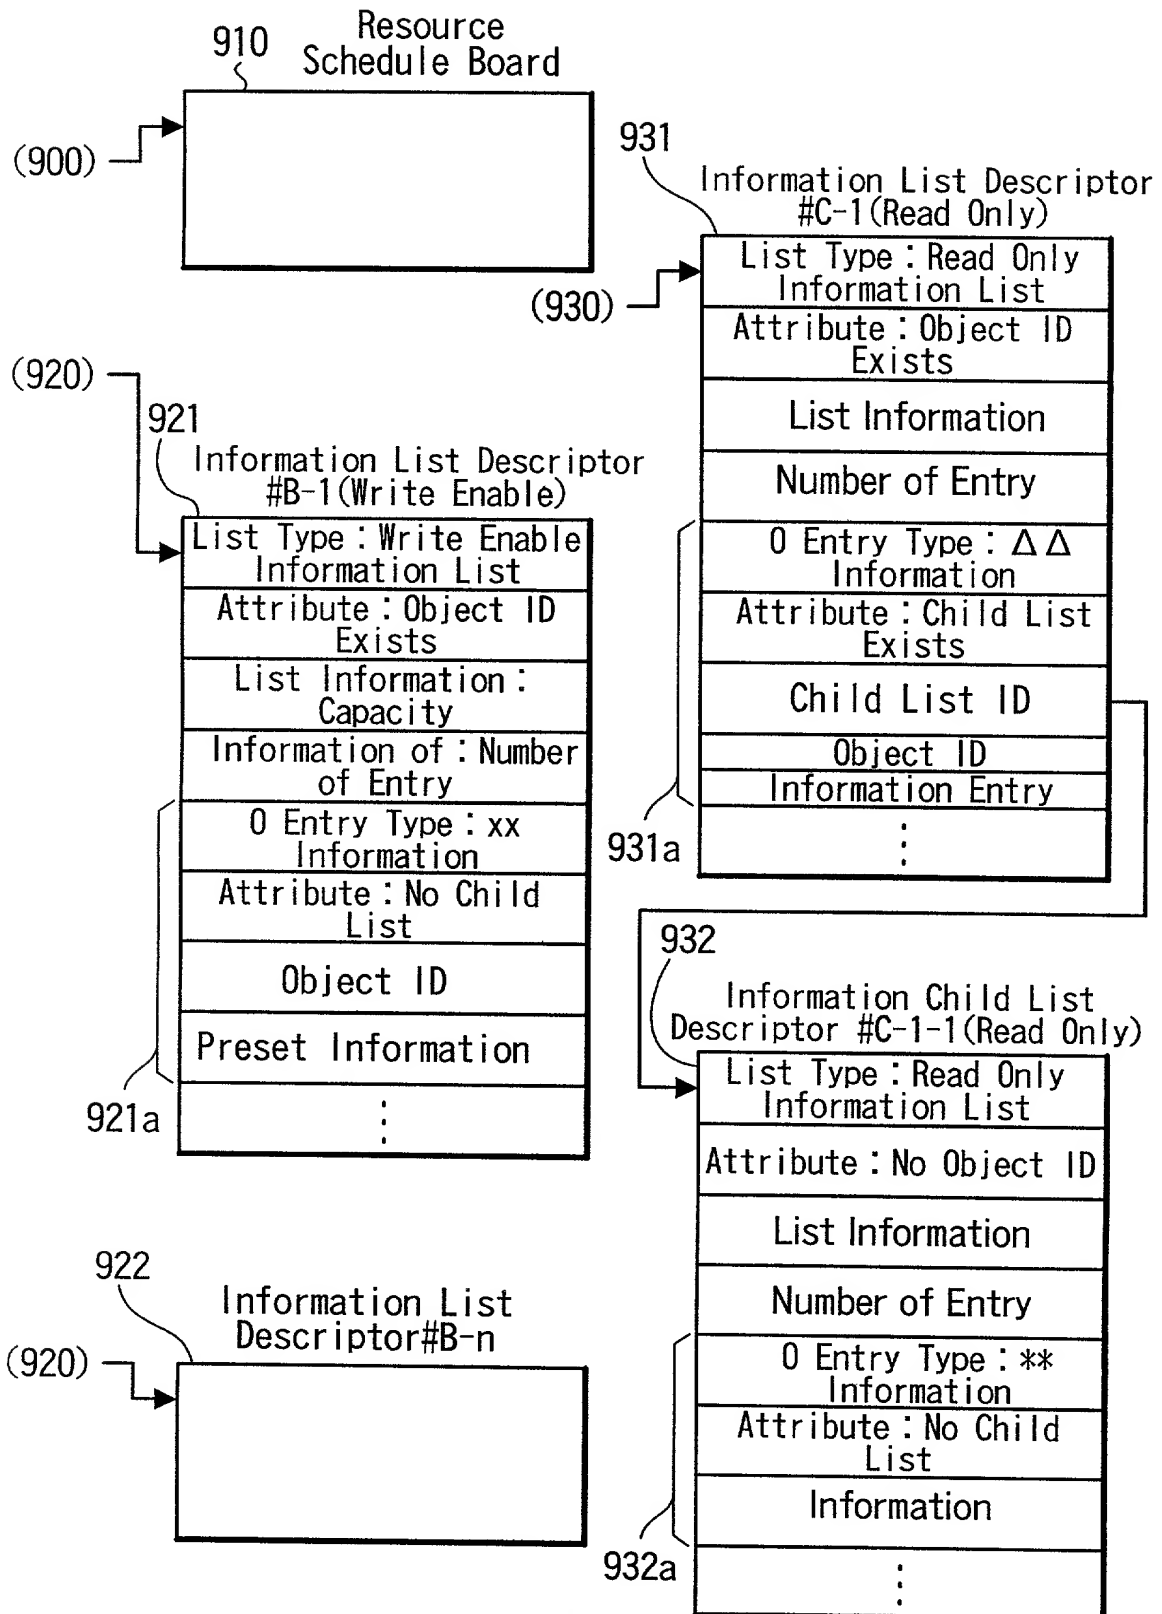 910
Resource
Schedule Board
(900)
(920)
921
Information List Descriptor
#B-1(Write Enable)
List Type：Write Enable
Information List
Attribute：Object ID
Exists
List Information：
Capacity
Information of：Number
of Entry
0 Entry Type：xx
Information
Attribute：No Child
List
Object ID
Preset Information
921a
⋮
922
Information List
Descriptor#B-n
(920)
931
Information List Descriptor
#C-1(Read Only)
(930)
List Type：Read Only
Information List
Attribute：Object ID
Exists
List Information
Number of Entry
0 Entry Type：ΔΔ
Information
Attribute：Child List
Exists
Child List ID
Object ID
Information Entry
931a
⋮
932
Information Child List
Descriptor #C-1-1(Read Only)
List Type：Read Only
Information List
Attribute：No Object ID
List Information
Number of Entry
0 Entry Type：**
Information
Attribute：No Child
List
Information
932a
⋮